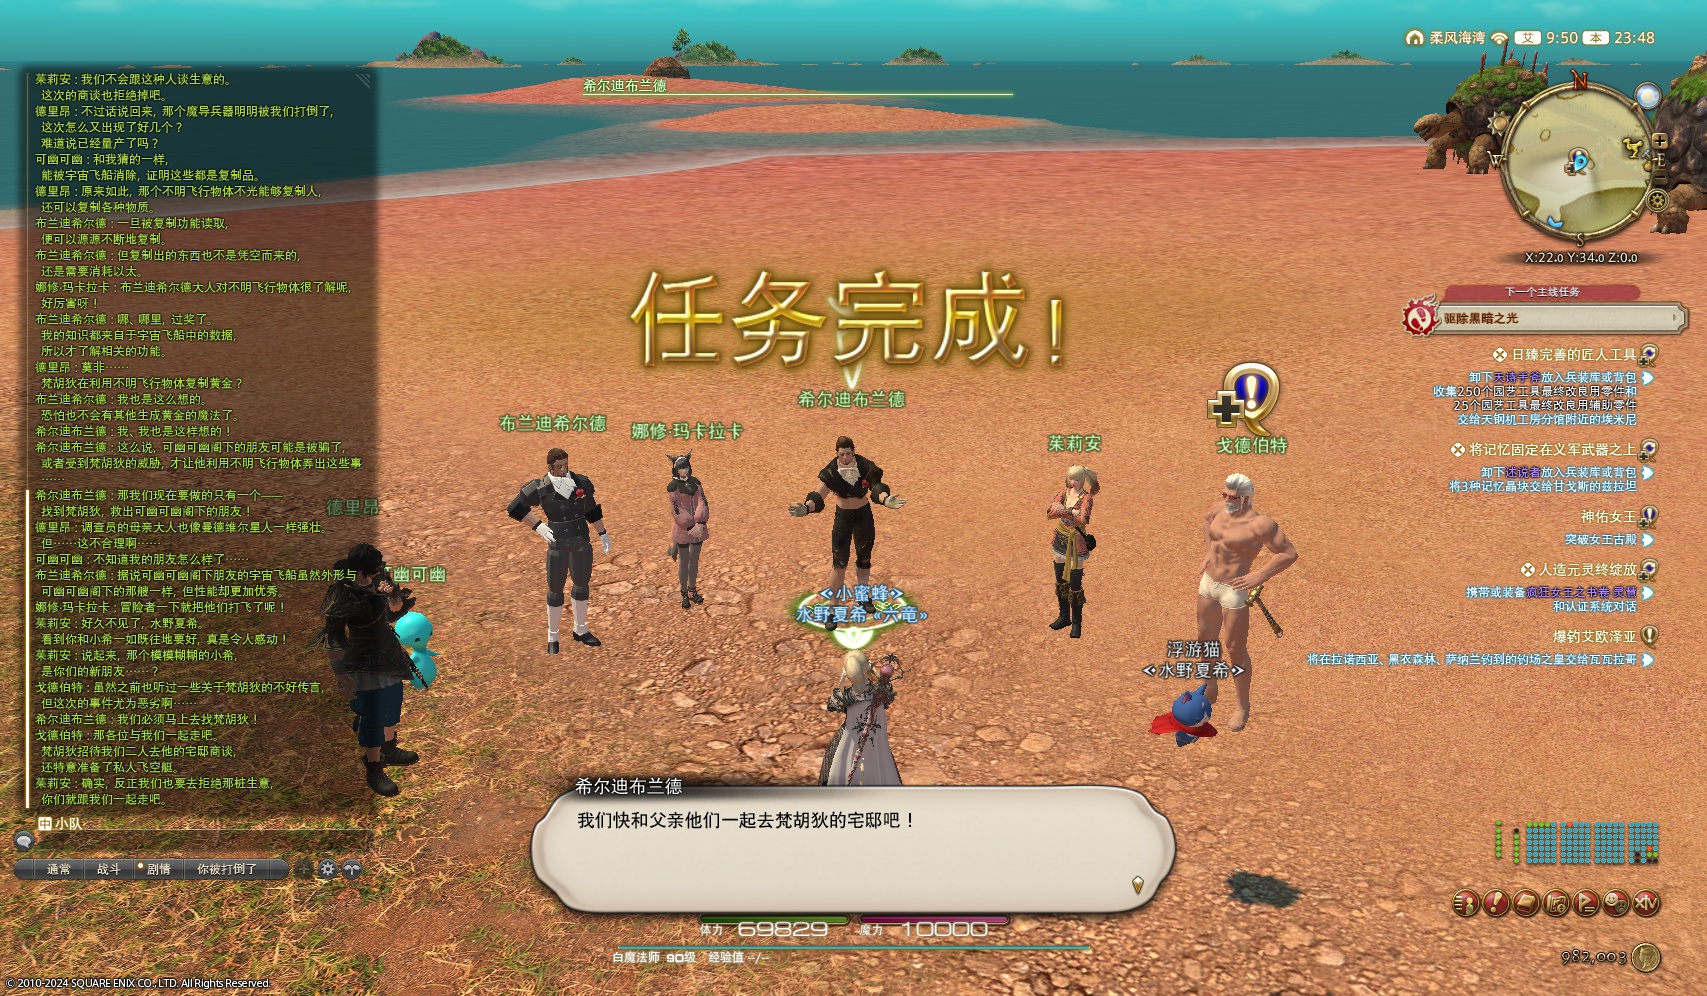 茱莉安：我们不会跟这种人谈生意的。
这次的商谈也拒绝掉吧。
德里昂：不过话说回来，那个魔导兵器明明被我们打倒了，
这次怎么又出现了好几个？
难道说已经量产了吗？
可幽可幽：和我猜的一样，
能被宇宙飞船消除，证明这些都是复制品。
德里昂：原来如此，那个不明飞行物体不光能够复制人，
还可以复制各种物质。
布兰迪希尔德：一旦被复制功能读取，
便可以源源不断地复制。
布兰迪希尔德：但复制出的东西也不是凭空而来的，
还是需要消耗以太。
娜修·玛卡拉卡：布兰迪希尔德大人对不明飞行物体很了解呢，
好厉害呀！
布兰迪希尔德：哪、哪里，过奖了。
我的知识都来自于宇宙飞船中的数据，
所以才了解相关的功能。
德里昂：莫非……
梵胡狄在利用不明飞行物体复制黄金？
布兰迪希尔德：我也是这么想的。
恐怕也不会有其他生成黄金的魔法了。
希尔迪布兰德：我、我也是这样想的！
希尔迪布兰德：这么说，可幽可幽阁下的朋友可能是被骗了，
或者受到梵胡狄的威胁，才让他利用不明飞行物体弄出这些事
……
希尔迪布兰德：那我们现在要做的只有一个——
找到梵胡狄，救出可幽可幽阁下的朋友！
德里昂：调查员的母亲大人也像曼德维尔星人一样强壮。
但……这不合理啊……
可幽可幽：不知道我的朋友怎么样了……
布兰迪希尔德：据说可幽可幽阁下朋友的宇宙飞船虽然外形与
可幽可幽阁下的那艘一样，但性能却更加优秀。
娜修·玛卡拉卡：冒险者一下就把他们打飞了呢！
茱莉安：好久不见了，水野夏希。
看到你和小希一如既往地要好，真是令人感动！
茱莉安：说起来，那个模模糊糊的小希，
是你们的新朋友……？
戈德伯特：虽然之前也听过一些关于梵胡狄的不好传言，
但这次的事件尤为恶劣啊……
希尔迪布兰德：我们必须马上去找梵胡狄！
戈德伯特：那各位与我们一起走吧。
梵胡狄招待我们二人去他的宅邸商谈，
还特意准备了私人飞空艇。
茱莉安：确实，反正我们也要去拒绝那桩生意，
你们就跟我们一起走吧。
中 小队
通常 战斗 剧情 你被打倒了
© 2010-2024 SQUARE ENIX CO., LTD. All Rights Reserved.
希尔迪布兰德
任务完成！
希尔迪布兰德
布兰迪希尔德
娜修·玛卡拉卡
茱莉安
戈德伯特
德里昂
幽可幽
小蜜蜂
水野夏希 «六竜»
浮游猫
水野夏希
希尔迪布兰德
我们快和父亲他们一起去梵胡狄的宅邸吧！
体力 69829 魔力 10000
白魔法师 90级 经验值 --/--
柔风海湾 艾 9:50 本 23:48
N
W
E
S
X:22.0 Y:34.0 Z:0.0
下一个主线任务
驱除黑暗之光
日臻完善的匠人工具
放入兵装库或背包
收集250个园艺工具最终改良用零件和
25个园艺工具最终改良用辅助零件
交给天钢机工房分馆附近的埃米尼
将记忆固定在义军武器之上
卸下述说者放入兵装库或背包
将3种记忆晶块交给甘戈斯的兹拉坦
神佑女王
突破女王古殿
人造元灵终绽放
携带或装备疯狂女王之书卷 灵慧
和认证系统对话
爆钓艾欧泽亚
将在拉诺西亚、黑衣森林、萨纳兰钓到的钓场之皇交给瓦瓦拉哥
XIV
982,003